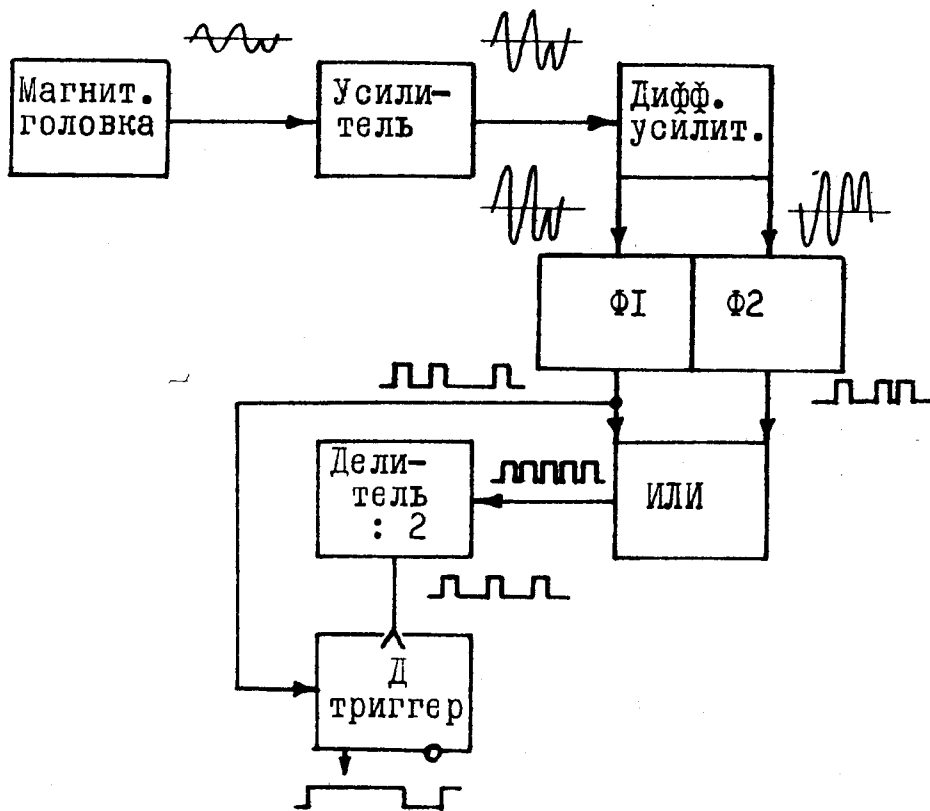 Магнит.
головка
Усили-
тель
Дифф.
усилит.
ФI
Ф2
Дели-
тель
: 2
ИЛИ
Д
триггер